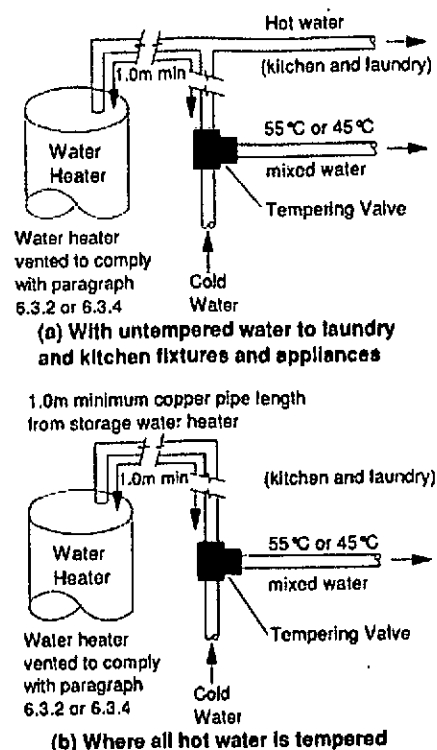 Hot water
1.0m min
(kitchen and laundry)
Water
Heater
55°C or 45°C
mixed water
Tempering Valve
Water heater
vented to comply
with paragraph
6.3.2 or 6.3.4
Cold
Water
(a) With untempered water to laundry
and kitchen fixtures and appliances
1.0m minimum copper pipe length
from storage water heater
1.0m min
(kitchen and laundry)
Water
Heater
55°C or 45°C
mixed water
Tempering Valve
Water heater
vented to comply
with paragraph
6.3.2 or 6.3.4
Cold
Water
(b) Where all hot water is tempered